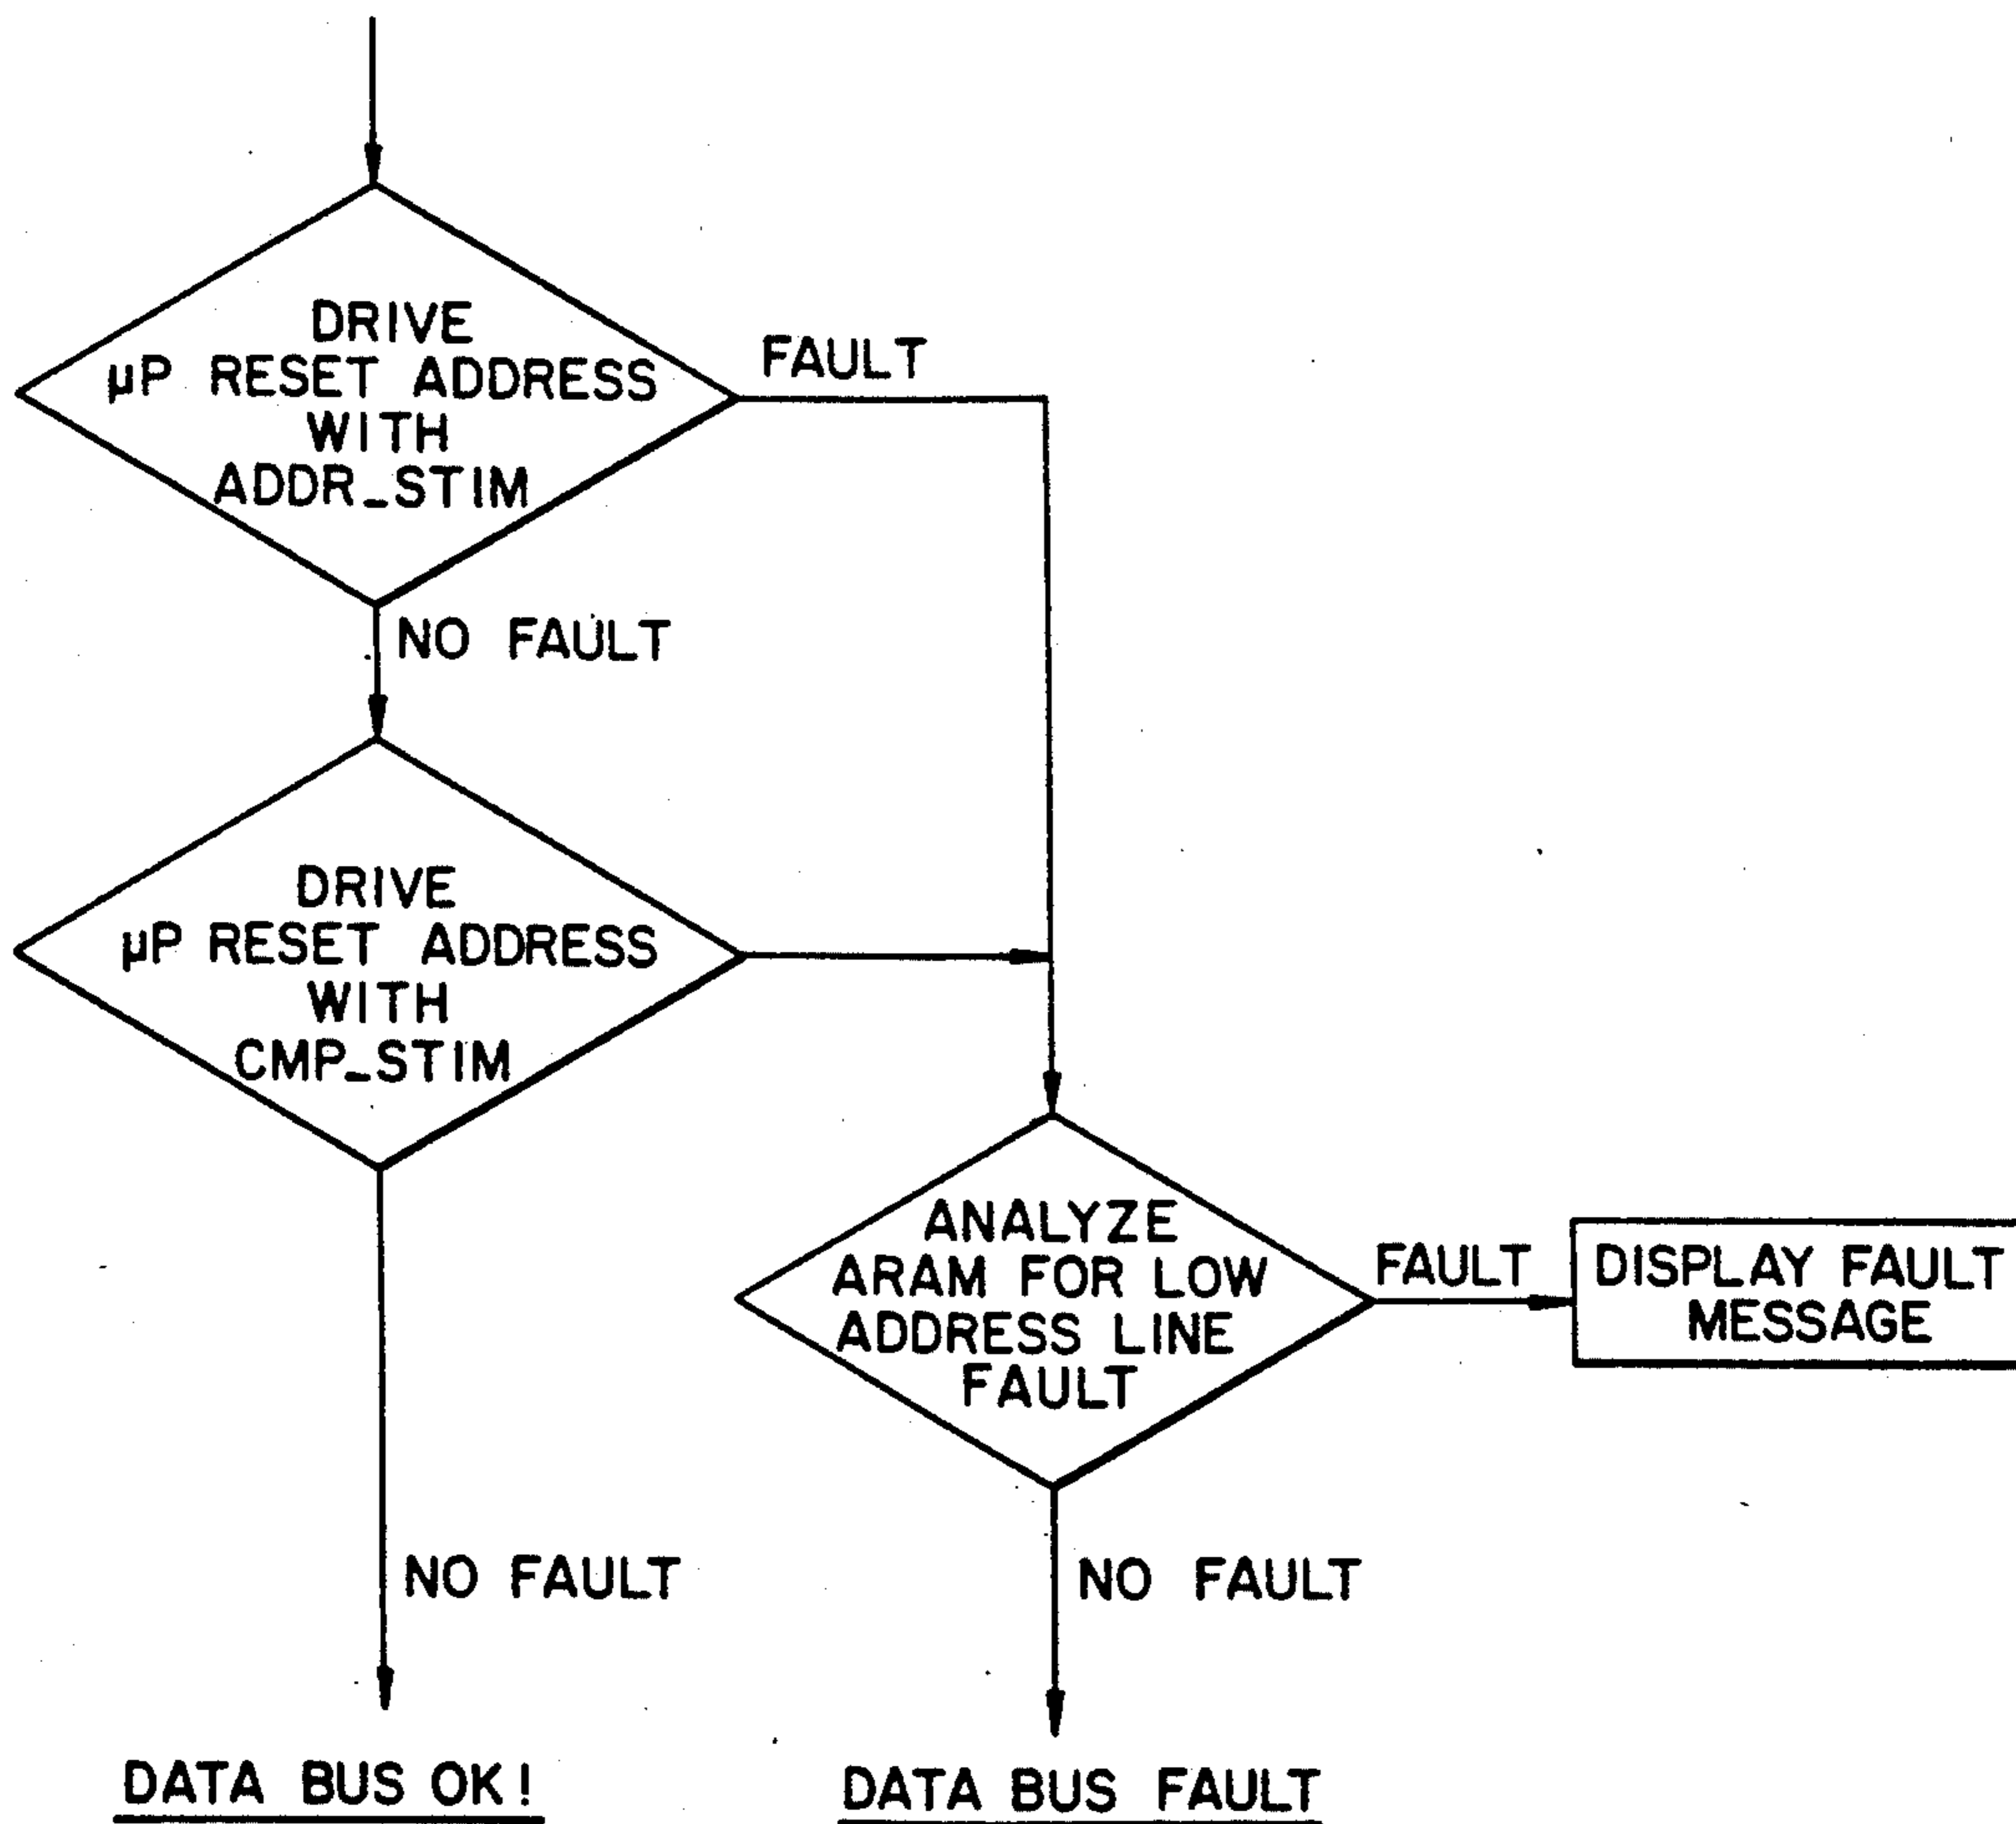 DRIVE
µP RESET ADDRESS
WITH
ADDR_STIM
FAULT
NO FAULT
DRIVE
µP RESET ADDRESS
WITH
CMP_STIM
ANALYZE
ARAM FOR LOW
ADDRESS LINE
FAULT
FAULT
DISPLAY FAULT
MESSAGE
NO FAULT
NO FAULT
DATA BUS OK!
DATA BUS FAULT